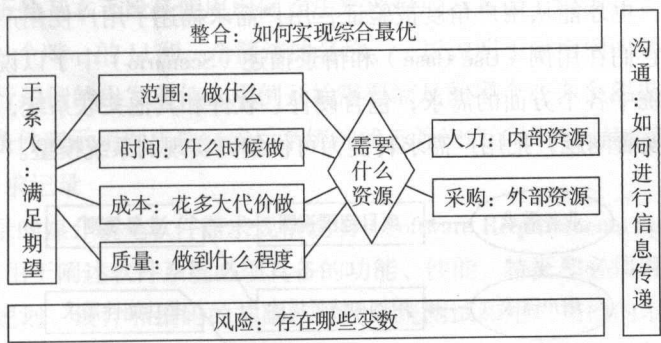 整合：如何实现综合最优
干系人：满足期望
范围：做什么
时间：什么时候做
成本：花多大代价做
质量：做到什么程度
需要
什么
资源
人力：内部资源
采购：外部资源
沟通：如何进行信息传递
风险：存在哪些变数